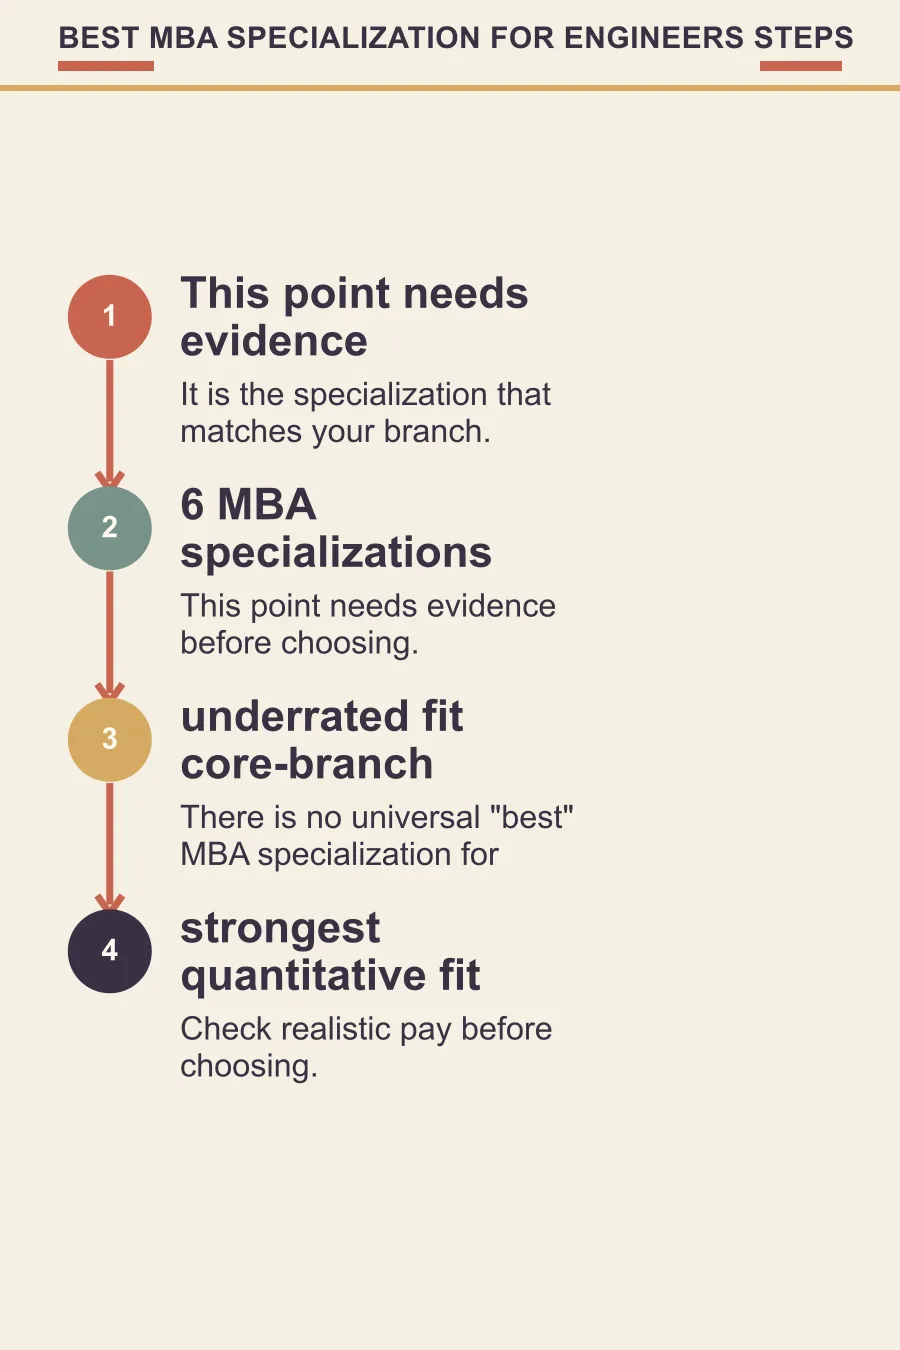 BEST MBA SPECIALIZATION FOR ENGINEERS STEPS
1
This point needs
evidence
It is the specialization that
matches your branch.
2
6 MBA
specializations
This point needs evidence
before choosing.
3
underrated fit
core-branch
There is no universal "best"
MBA specialization for
4
strongest
quantitative fit
Check realistic pay before
choosing.